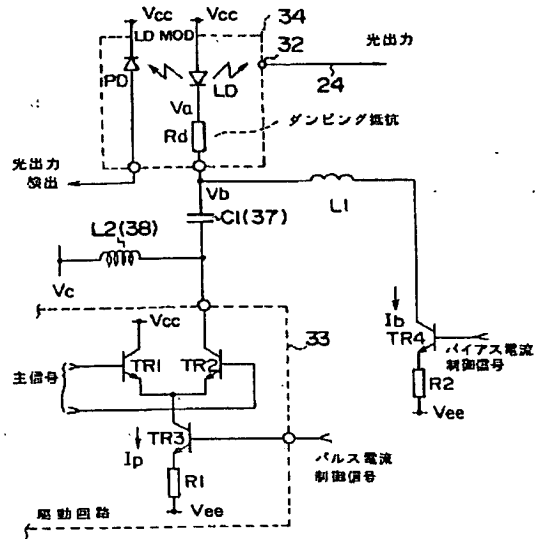 Vcc
Vcc
34
LD MOD
32
光出力
PD
LD
24
Va
Rd
ダンピング抵抗
光出力
検出
Vb
L1
C1(37)
L2(38)
Vc
Ib
Vcc
33
TR4
バイアス電流
制御信号
TR1
TR2
主信号
R2
Vee
TR3
Ip
パルス電流
制御信号
R1
Vee
駆動回路